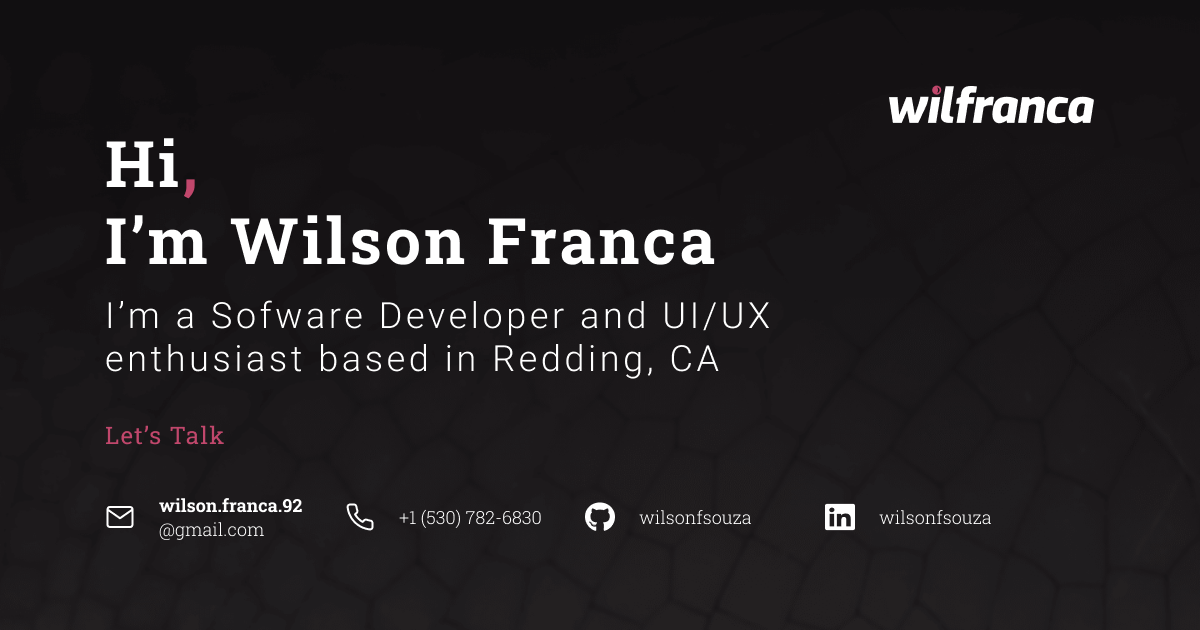 wilfranca
Hi,
I’m Wilson Franca
I’m a Sofware Developer and UI/UX
enthusiast based in Redding, CA
Let’s Talk
wilson.franca.92
@gmail.com
+1 (530) 782-6830
wilsonfsouza
in
wilsonfsouza